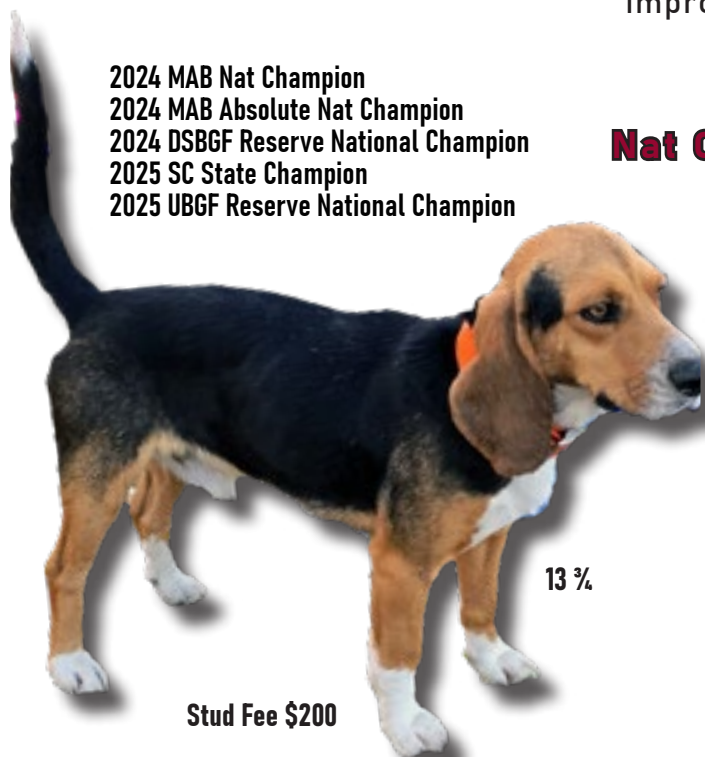 2024 MAB Nat Champion
2024 MAB Absolute Nat Champion
2024 DSBGF Reserve National Champion
Nat
2025 SC State Champion
2025 UBGF Reserve National Champion
13 ¾
Stud Fee $200